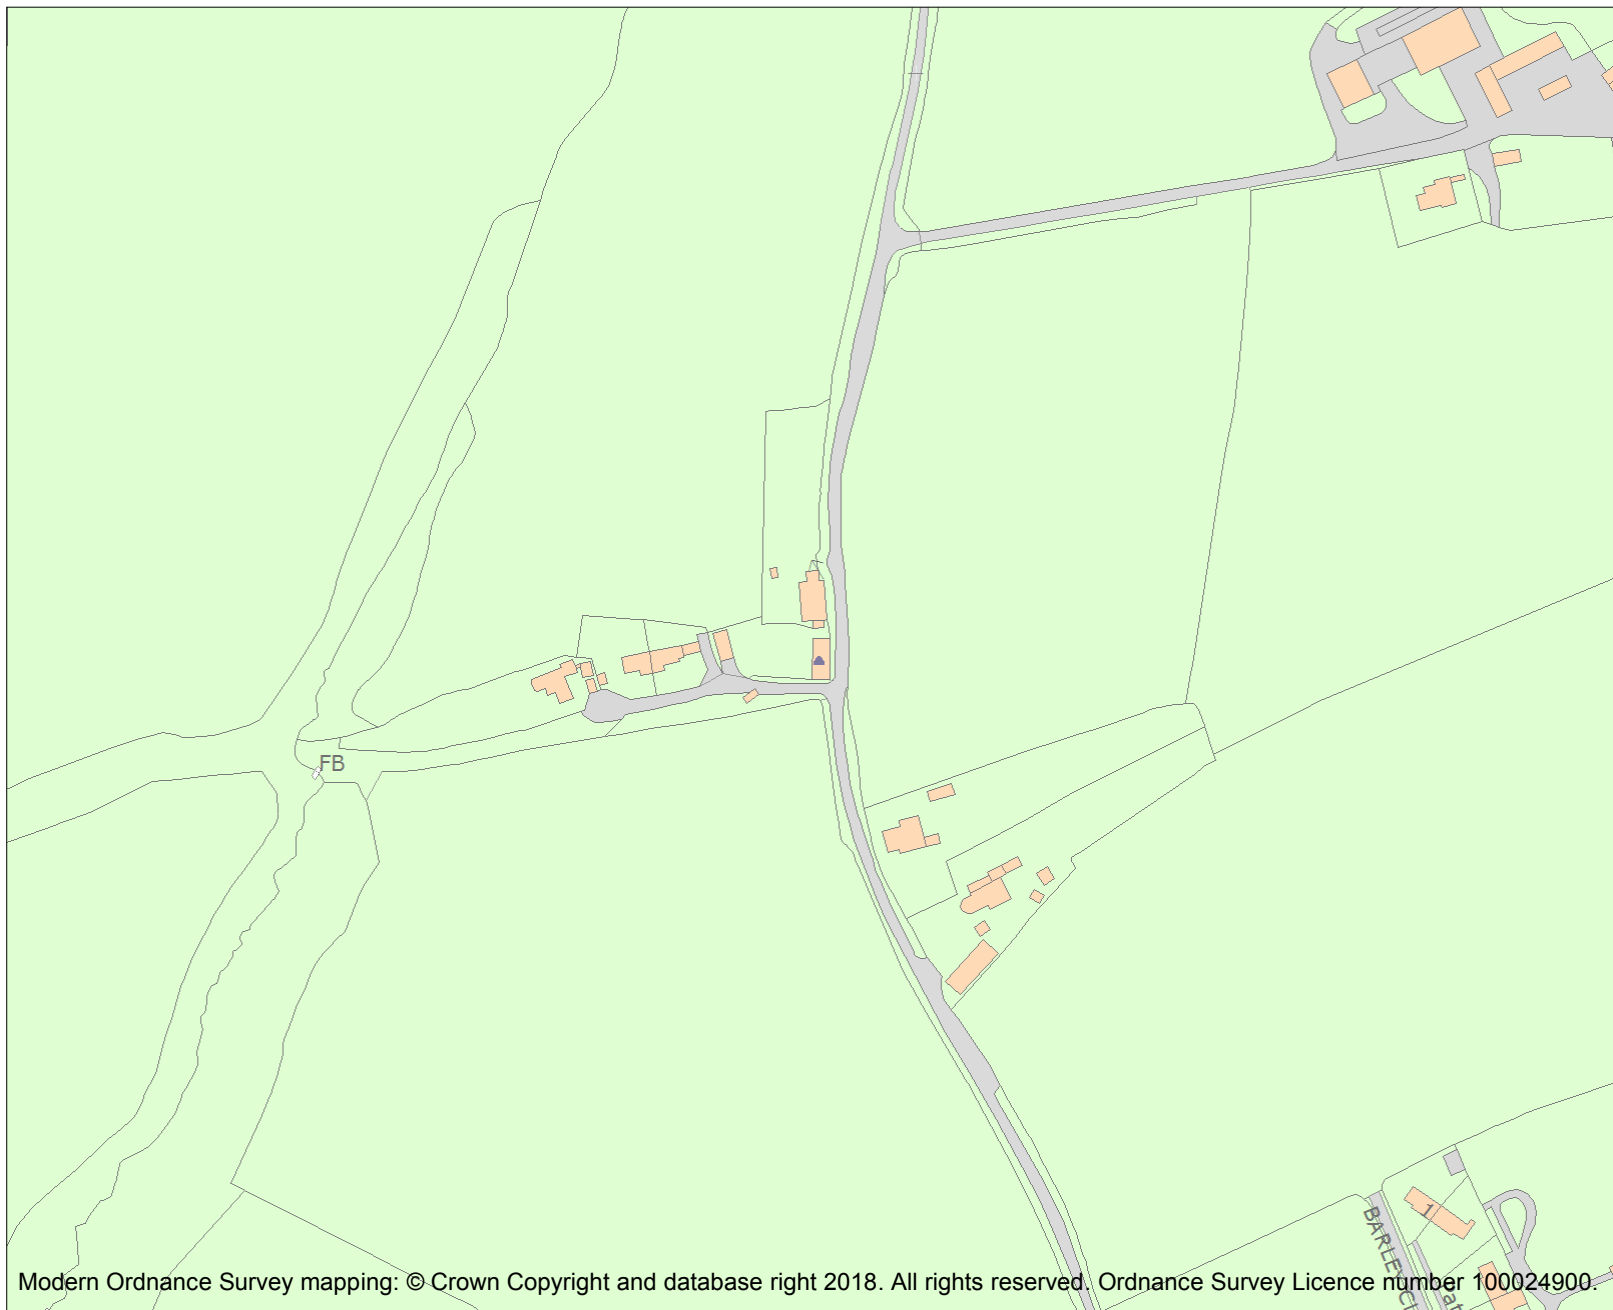 FB
1
BARLEY
Modern Ordnance Survey mapping: © Crown Copyright and database right 2018. All rights reserved. Ordnance Survey Licence number 100024900.